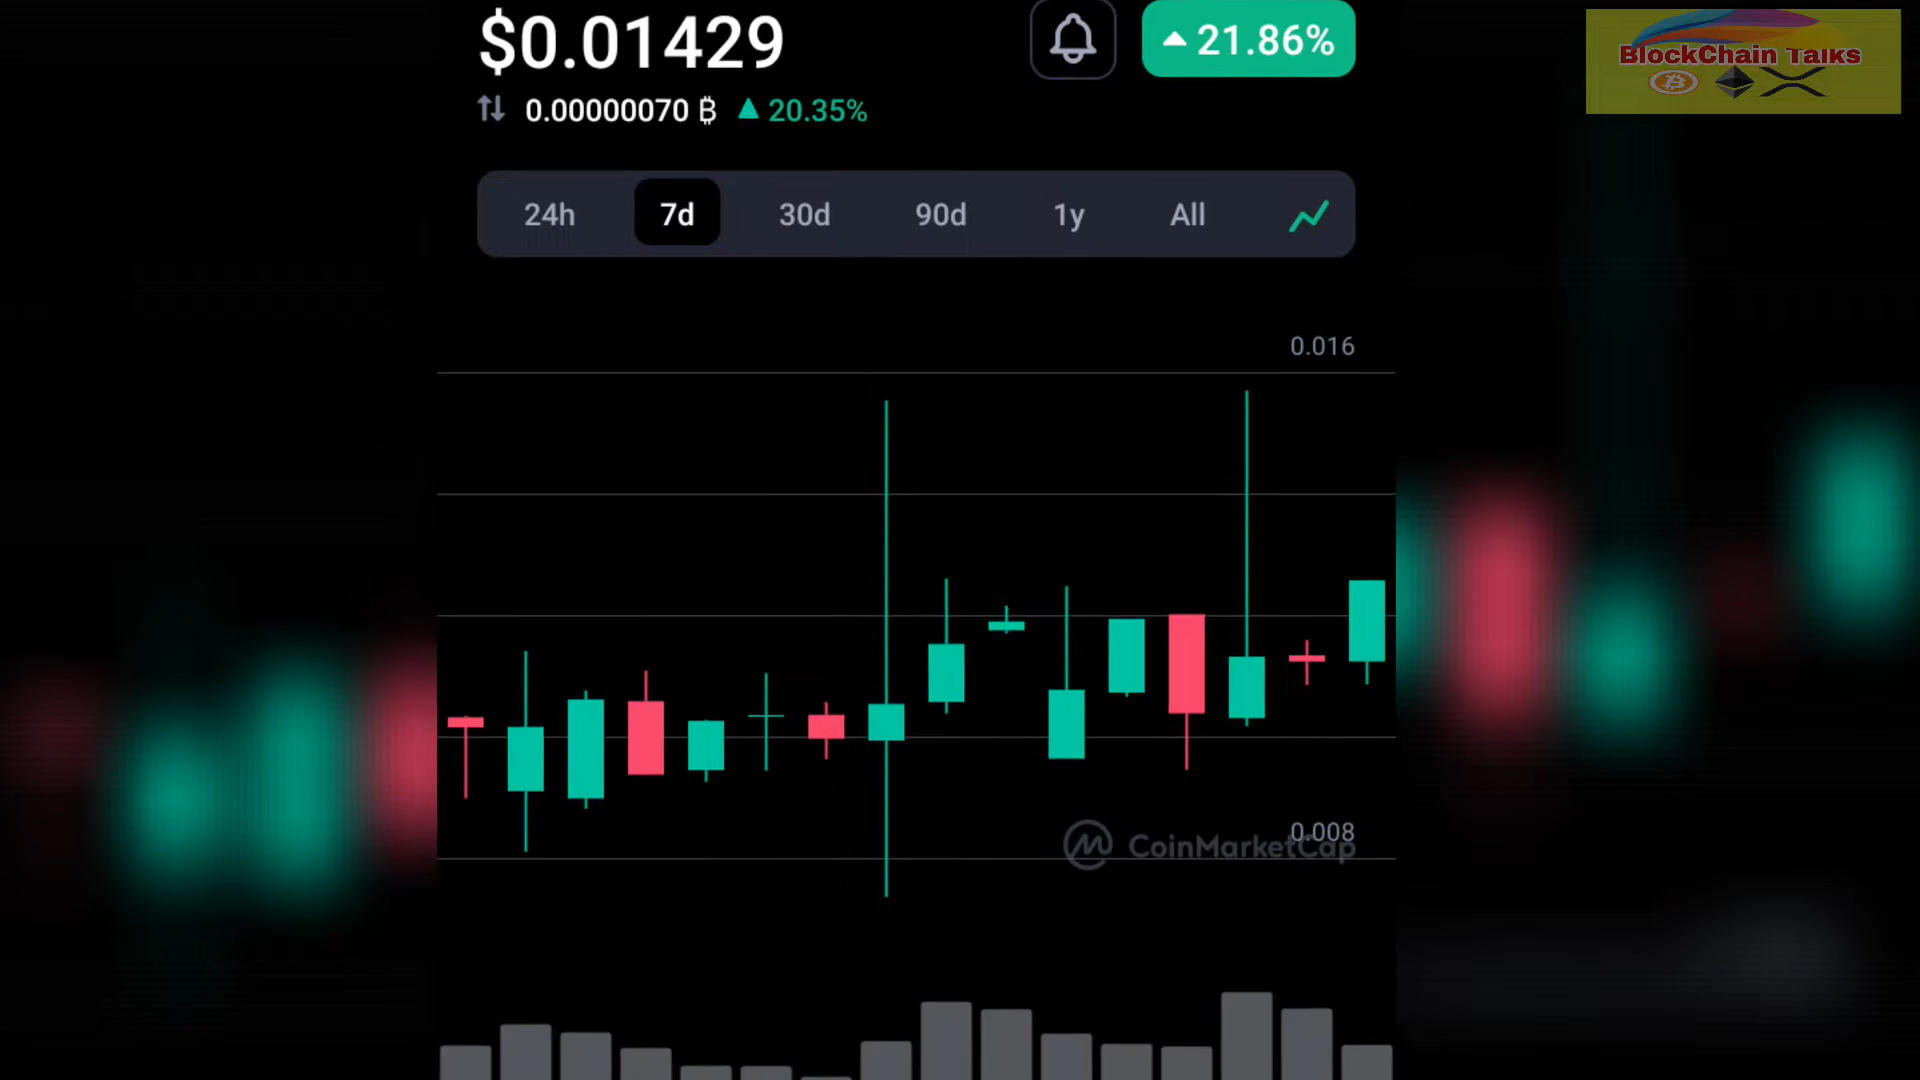 $0.01429
21.86%
BlockChain Talks
0.00000070 ₿ 20.35%
24h 7d 30d 90d 1y All
0.016
0.008
CoinMarketCap